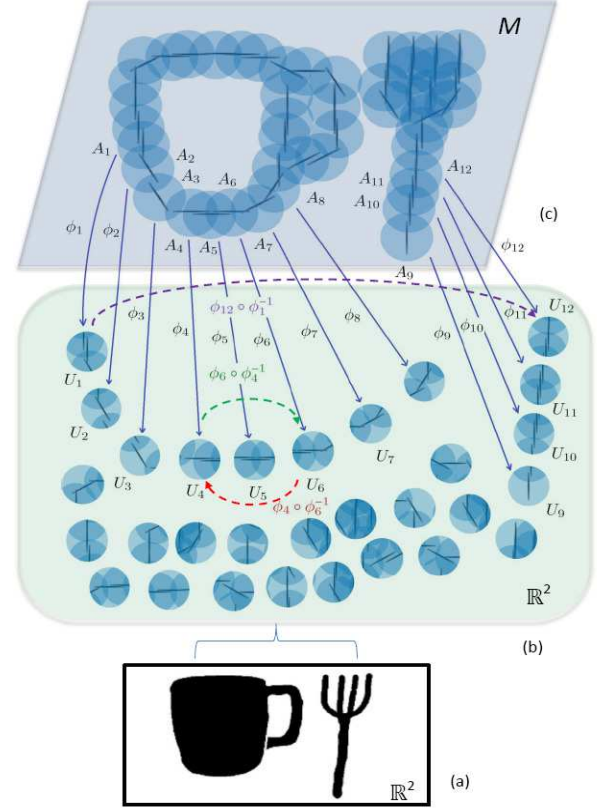 M
A₁
A₂
A₃
A₆
A₈
A₁₁
A₁₀
A₁₂
(c)
ϕ₁
ϕ₂
A₄
A₅
A₇
A₉
ϕ₁₂
ϕ₃
ϕ₄
ϕ₁₂ ∘ ϕ₁⁻¹
ϕ₅
ϕ₆
ϕ₇
ϕ₈
ϕ₉
ϕ₁₀
ϕ₁₁
U₁₂
ϕ₆ ∘ ϕ₄⁻¹
U₁
U₂
U₃
U₄
U₅
U₆
U₇
U₁₁
U₁₀
U₉
ϕ₄ ∘ ϕ₆⁻¹
ℝ²
(b)
ℝ²
(a)